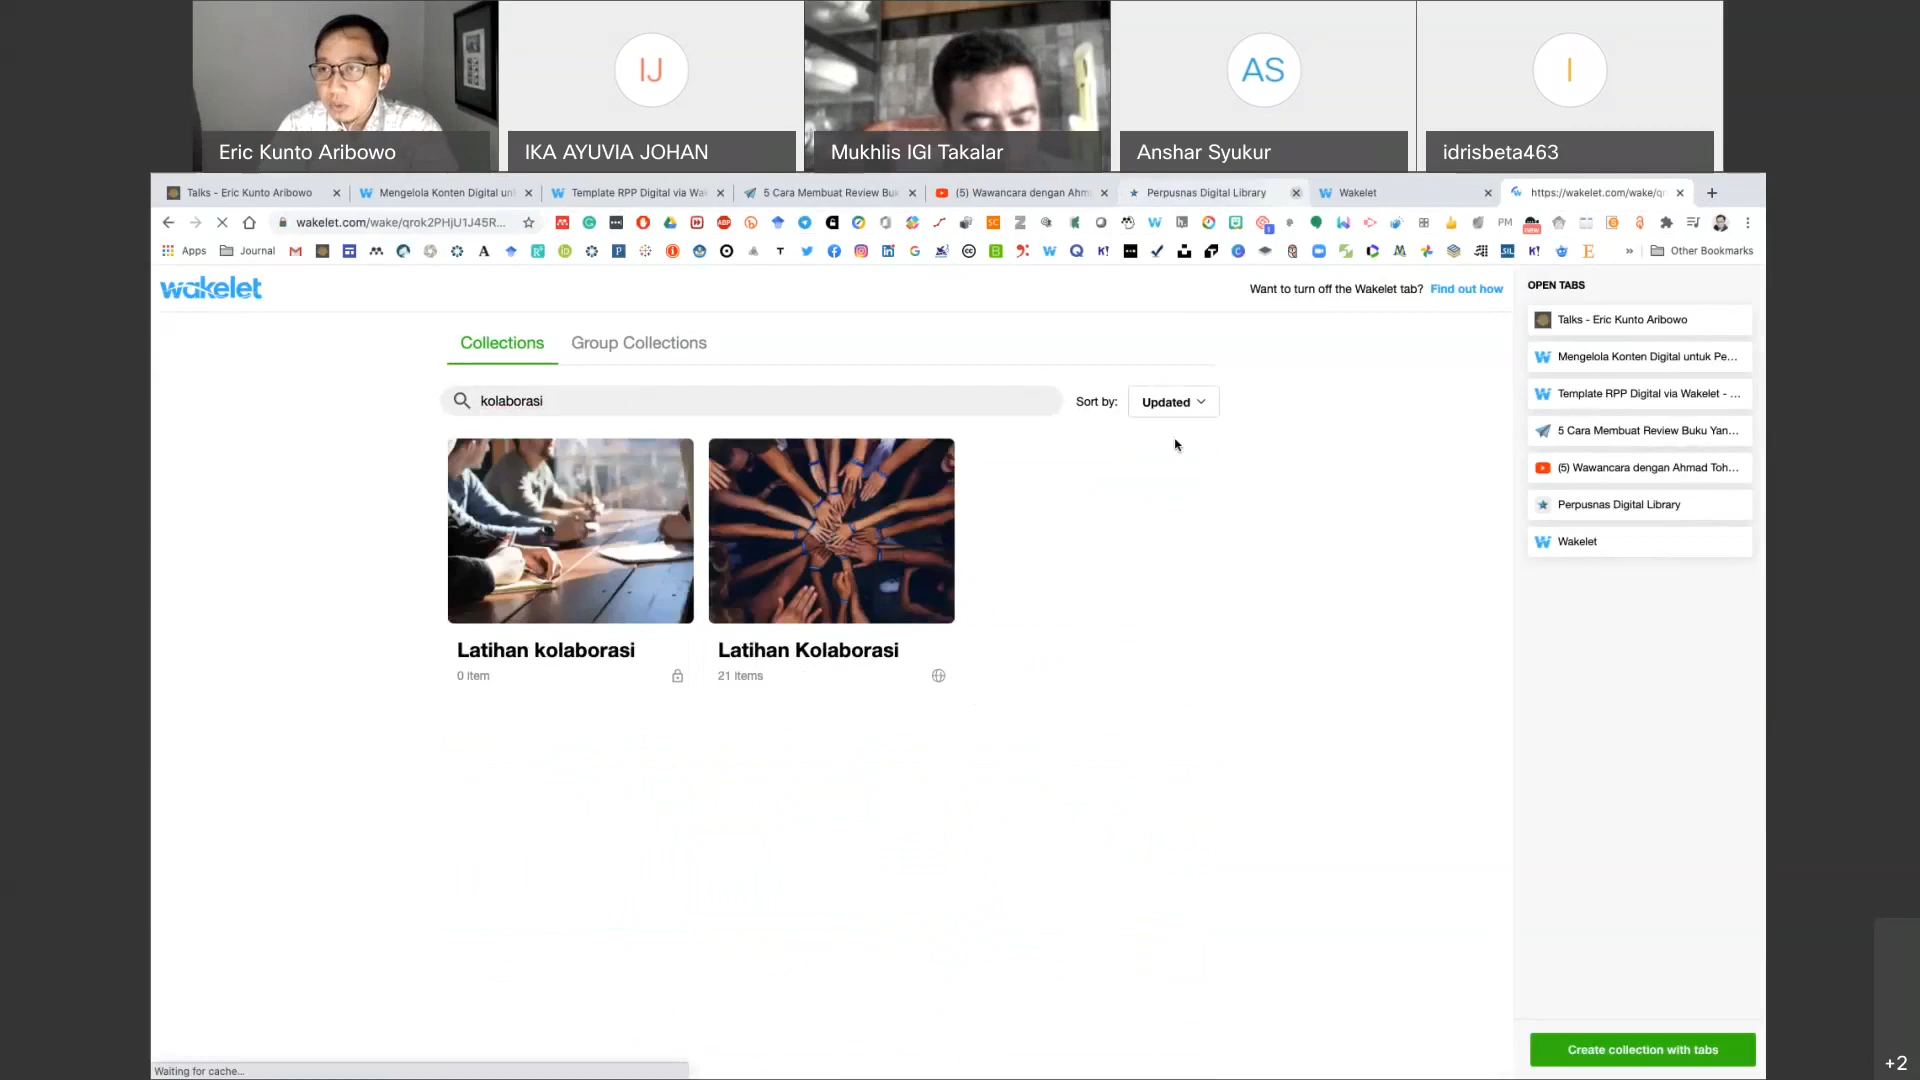 IJ
AS
I
Eric Kunto Aribowo
IKA AYUVIA JOHAN
Mukhlis IGI Takalar
Anshar Syukur
idrisbeta463
Talks - Eric Kunto Aribowo
Mengelola Konten Digital un
Template RPP Digital via Wa
5 Cara Membuat Review Bu
(5) Wawancara dengan Ahm
Perpusnas Digital Library
Wakelet
https://wakelet.com/wake/qr
wakelet.com/wake/qrok2PHjU1J45R...
PM
new
Apps
Journal
Other Bookmarks
wakelet
Want to turn off the Wakelet tab? Find out how
Collections
Group Collections
kolaborasi
Sort by:
Updated
Latihan kolaborasi
0 item
Latihan Kolaborasi
21 items
OPEN TABS
Talks - Eric Kunto Aribowo
Mengelola Konten Digital untuk Pe...
Template RPP Digital via Wakelet - ...
5 Cara Membuat Review Buku Yan...
(5) Wawancara dengan Ahmad Toh...
Perpusnas Digital Library
Wakelet
Create collection with tabs
Waiting for cache...
+2